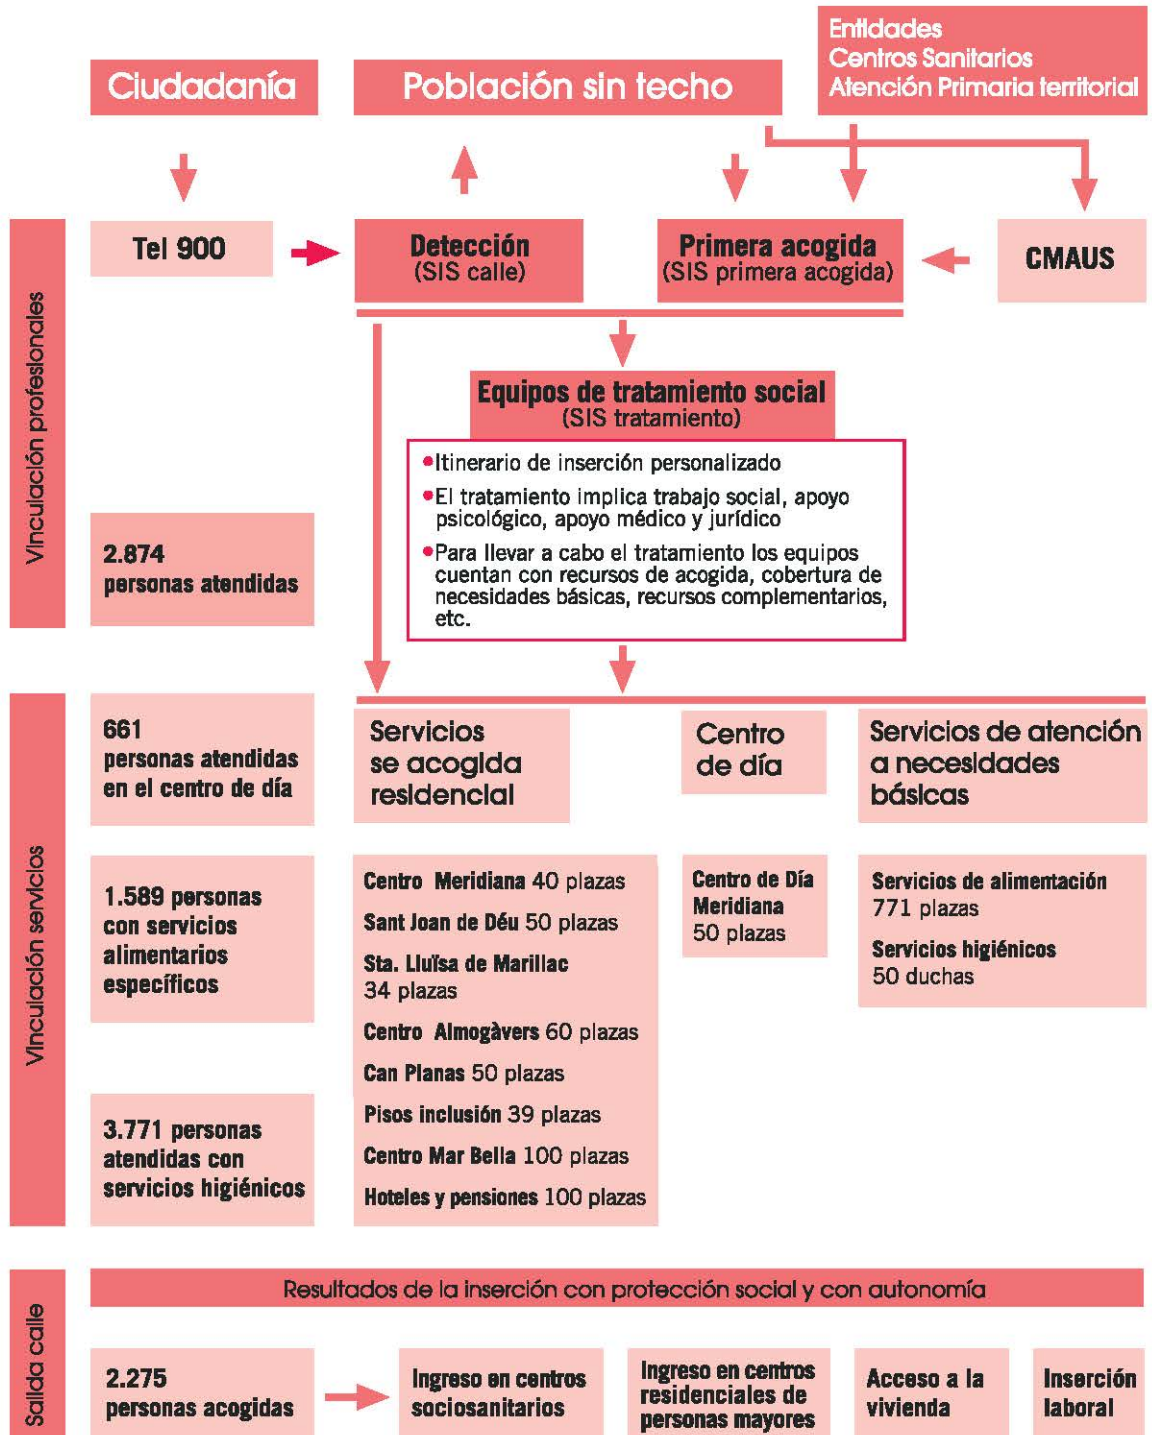 Ciudadanía
Población sin techo
Entidades
Centros Sanitarios
Atención Primaria territorial
Vinculación profesionales
Tel 900
Detección
(SIS calle)
Primera acogida
(SIS primera acogida)
CMAUS
Equipos de tratamiento social
(SIS tratamiento)
•Itinerario de inserción personalizado
•El tratamiento implica trabajo social, apoyo
psicológico, apoyo médico y jurídico
•Para llevar a cabo el tratamiento los equipos
cuentan con recursos de acogida, cobertura de
necesidades básicas, recursos complementarios,
etc.
2.874
personas atendidas
Vinculación servicios
661
personas atendidas
en el centro de día
1.589 personas
con servicios
alimentarios
específicos
3.771 personas
atendidas con
servicios higiénicos
Servicios
se acogida
residencial
Centro Meridiana 40 plazas
Sant Joan de Déu 50 plazas
Sta. Lluïsa de Marillac
34 plazas
Centro Almogàvers 60 plazas
Can Planas 50 plazas
Pisos inclusión 39 plazas
Centro Mar Bella 100 plazas
Hoteles y pensiones 100 plazas
Centro
de día
Centro de Día
Meridiana
50 plazas
Servicios de atención
a necesidades
básicas
Servicios de alimentación
771 plazas
Servicios higiénicos
50 duchas
Salida calle
Resultados de la inserción con protección social y con autonomía
2.275
personas acogidas
Ingreso en centros
sociosanitarios
Ingreso en centros
residenciales de
personas mayores
Acceso a la
vivienda
Inserción
laboral